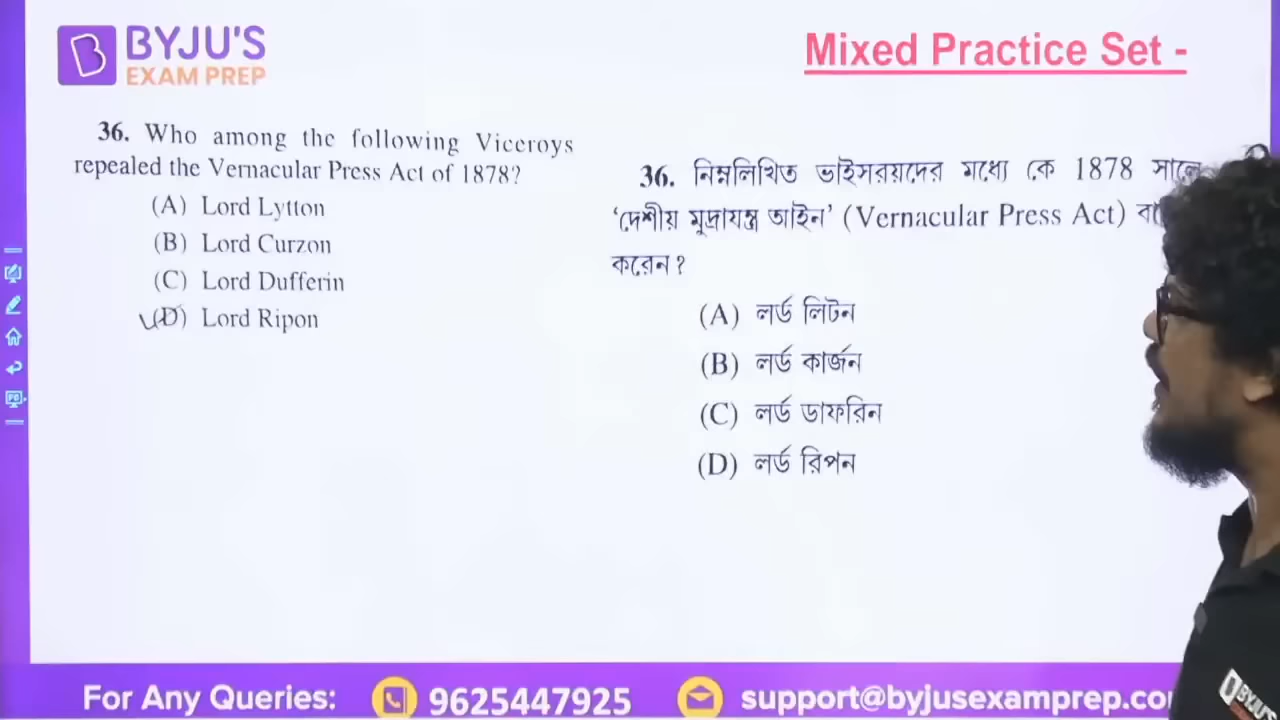 BYJU'S
EXAM PREP
Mixed Practice Set -
36. Who among the following Viceroys
repealed the Vernacular Press Act of 1878?
(A) Lord Lytton
(B) Lord Curzon
(C) Lord Dufferin
(D) Lord Ripon
36. নিম্নলিখিত ভাইসরয়দের মধ্যে কে 1878 সালে
‘দেশীয় মুদ্রাযন্ত্র আইন’ (Vernacular Press Act)
করেন?
(A) লর্ড লিটন
(B) লর্ড কার্জন
(C) লর্ড ডাফরিন
(D) লর্ড রিপন
For Any Queries: 9625447925 support@byjusexamprep.co
BYJU'S